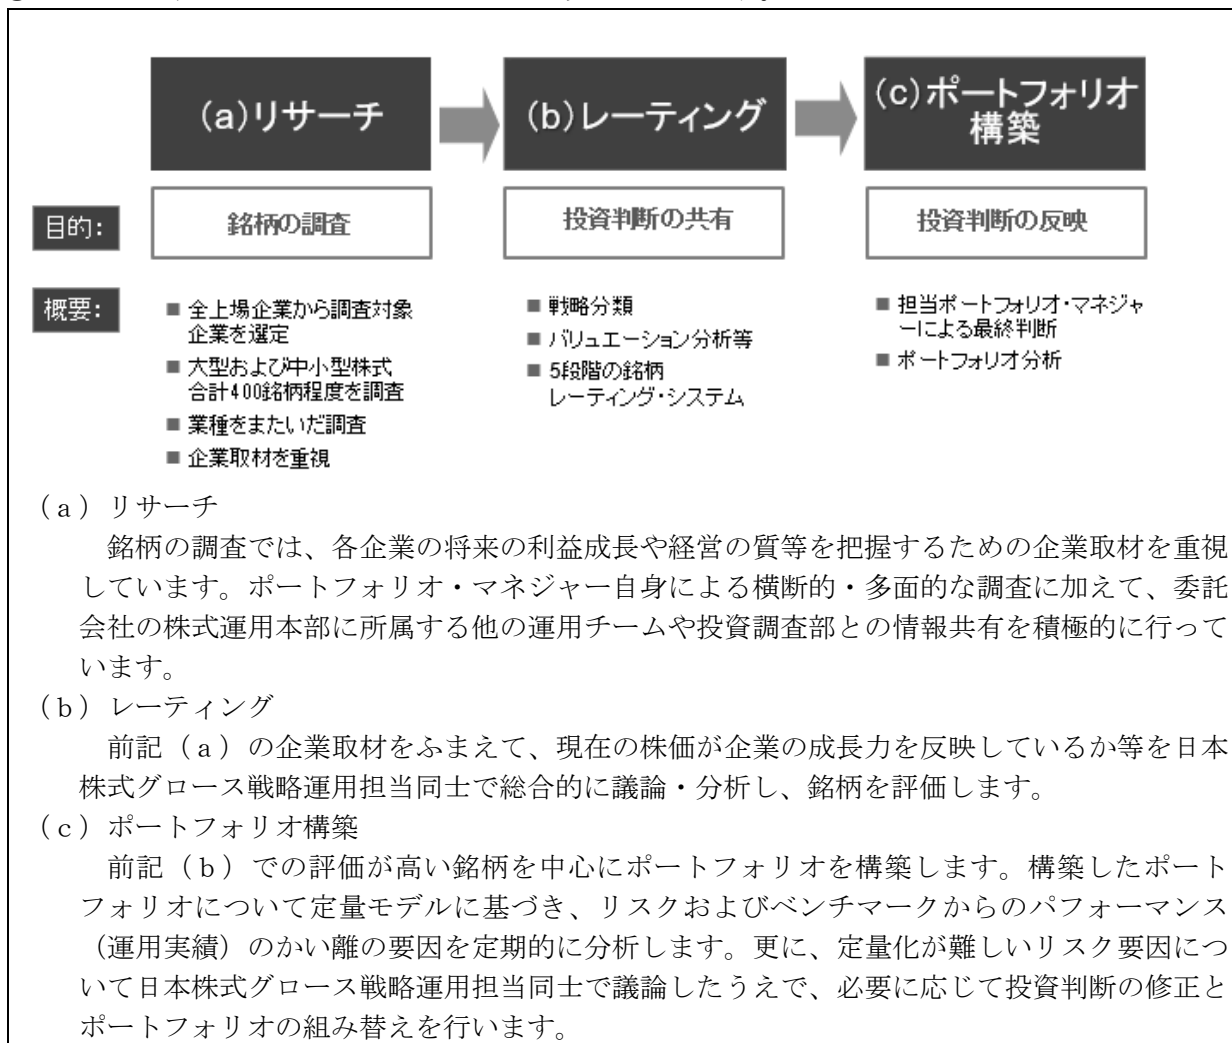 (a)リサーチ
(b)レーティング
(c)ポートフォリオ
構築
目的:
銘柄の調査
投資判断の共有
投資判断の反映
概要:
■ 全上場企業から調査対象
企業を選定
■ 大型および中小型株式
合計400銘柄程度を調査
■ 業種をまたいだ調査
■ 企業取材を重視
■ 戦略分類
■ バリュエーション分析等
■ 5段階の銘柄
レーティング・システム
■ 担当ポートフォリオ・マネジャ
ーによる最終判断
■ ポートフォリオ分析
(a)リサーチ
銘柄の調査では、各企業の将来の利益成長や経営の質等を把握するための企業取材を重視
しています。ポートフォリオ・マネジャー自身による横断的・多面的な調査に加えて、委託
会社の株式運用本部に所属する他の運用チームや投資調査部との情報共有を積極的に行って
います。
(b)レーティング
前記(a)の企業取材をふまえて、現在の株価が企業の成長力を反映しているか等を日本
株式グロース戦略運用担当同士で総合的に議論・分析し、銘柄を評価します。
(c)ポートフォリオ構築
前記(b)での評価が高い銘柄を中心にポートフォリオを構築します。構築したポート
フォリオについて定量モデルに基づき、リスクおよびベンチマークからのパフォーマンス
(運用実績)のかい離の要因を定期的に分析します。更に、定量化が難しいリスク要因につ
いて日本株式グロース戦略運用担当同士で議論したうえで、必要に応じて投資判断の修正と
ポートフォリオの組み替えを行います。